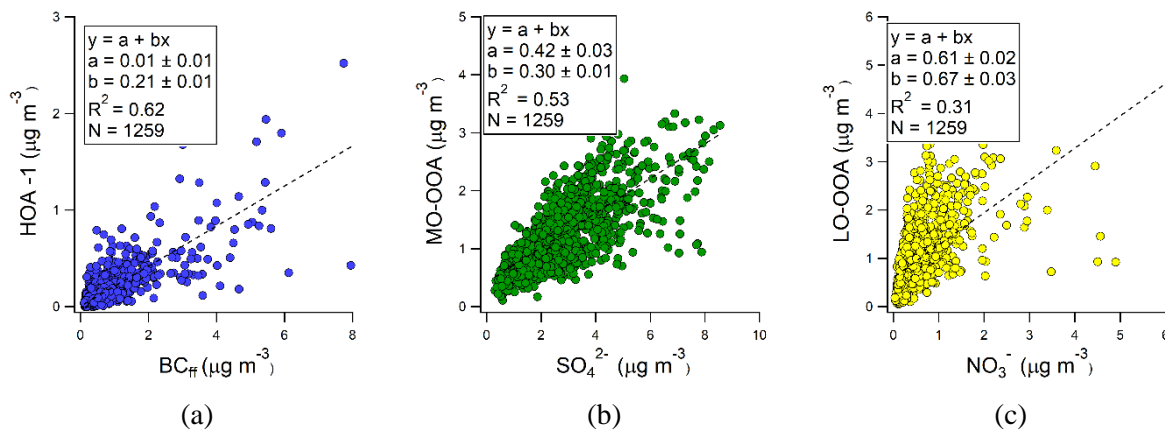 3
2
1
0
HOA -1 (µg m⁻³)
y = a + bx
a = 0.01 ± 0.01
b = 0.21 ± 0.01
R² = 0.62
N = 1259
0 2 4 6 8
BC_ff (µg m⁻³)
(a)
5
4
3
2
1
0
MO-OOA (µg m⁻³)
y = a + bx
a = 0.42 ± 0.03
b = 0.30 ± 0.01
R² = 0.53
N = 1259
0 2 4 6 8 10
SO₄²⁻ (µg m⁻³)
(b)
6
5
4
3
2
1
0
LO-OOA (µg m⁻³)
y = a + bx
a = 0.61 ± 0.02
b = 0.67 ± 0.03
R² = 0.31
N = 1259
0 1 2 3 4 5 6
NO₃⁻ (µg m⁻³)
(c)